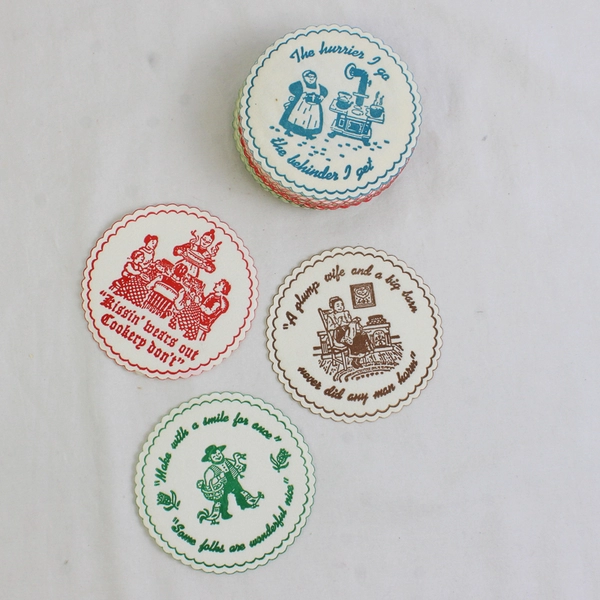 The hurrier I go
the behinder I get
"Kissin' wears out
Cookery don't"
"A plump wife and a big barn
never did any man harm"
"Make with a smile for once"
"Some folks are wonderful nice"